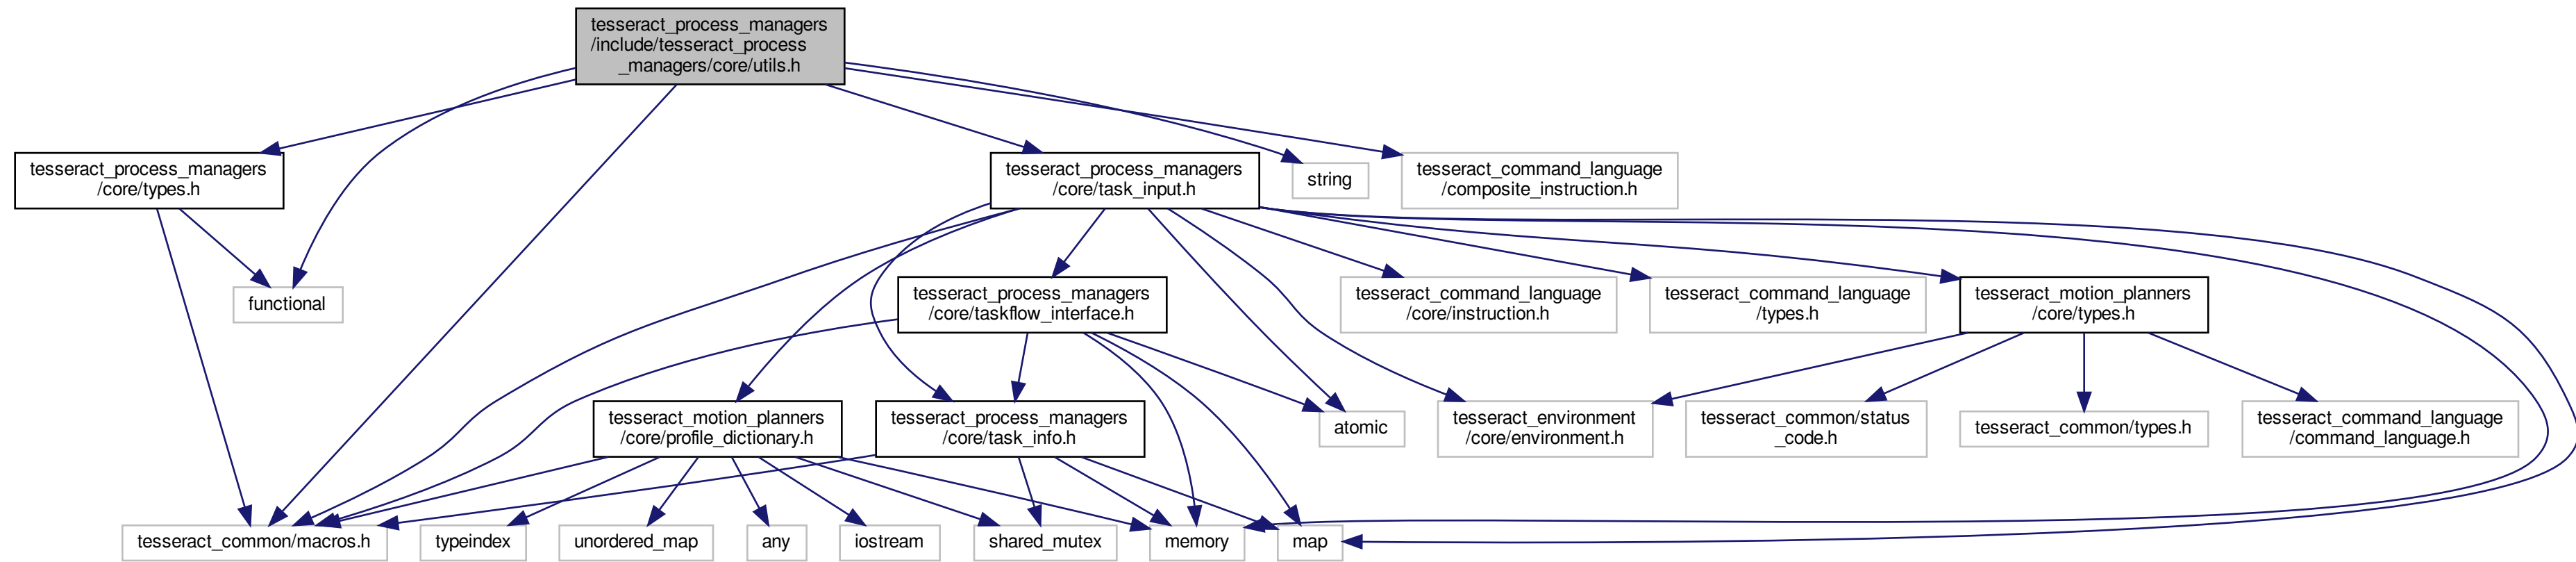 tesseract_process_managers
/include/tesseract_process
_managers/core/utils.h
tesseract_process_managers
/core/types.h
tesseract_process_managers
/core/task_input.h
string
tesseract_command_language
/composite_instruction.h
functional
tesseract_process_managers
/core/taskflow_interface.h
tesseract_command_language
/core/instruction.h
tesseract_command_language
/types.h
tesseract_motion_planners
/core/types.h
tesseract_motion_planners
/core/profile_dictionary.h
tesseract_process_managers
/core/task_info.h
atomic
tesseract_environment
/core/environment.h
tesseract_common/status
_code.h
tesseract_common/types.h
tesseract_command_language
/command_language.h
tesseract_common/macros.h
typeindex
unordered_map
any
iostream
shared_mutex
memory
map